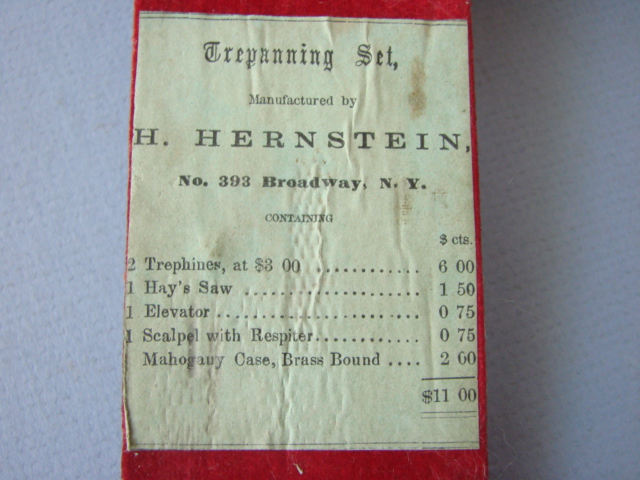 Trepanning Set,
Manufactured by
H. HERNSTEIN,
No. 393 Broadway, N. Y.
CONTAINING
$ cts.
2 Trephines, at $3 00 ............. 6 00
1 Hay's Saw ...................... 1 50
1 Elevator ......................... 0 75
1 Scalpel with Respiter............. 0 75
Mahogany Case, Brass Bound .... 2 00
$11 00